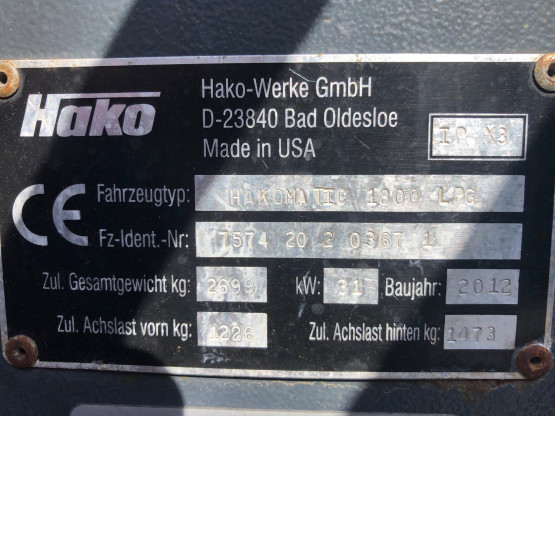 Hako
Hako-Werke GmbH
D-23840 Bad Oldesloe
Made in USA
IP X3
CE
Fahrzeugtyp: HAKOMATIC 1800 LPG
Fz-Ident.-Nr: 7574 20 2 0367 1
Zul. Gesamtgewicht kg: 2699 kW: 31 Baujahr: 2012
Zul. Achslast vorn kg: 1226 Zul. Achslast hinten kg: 1473